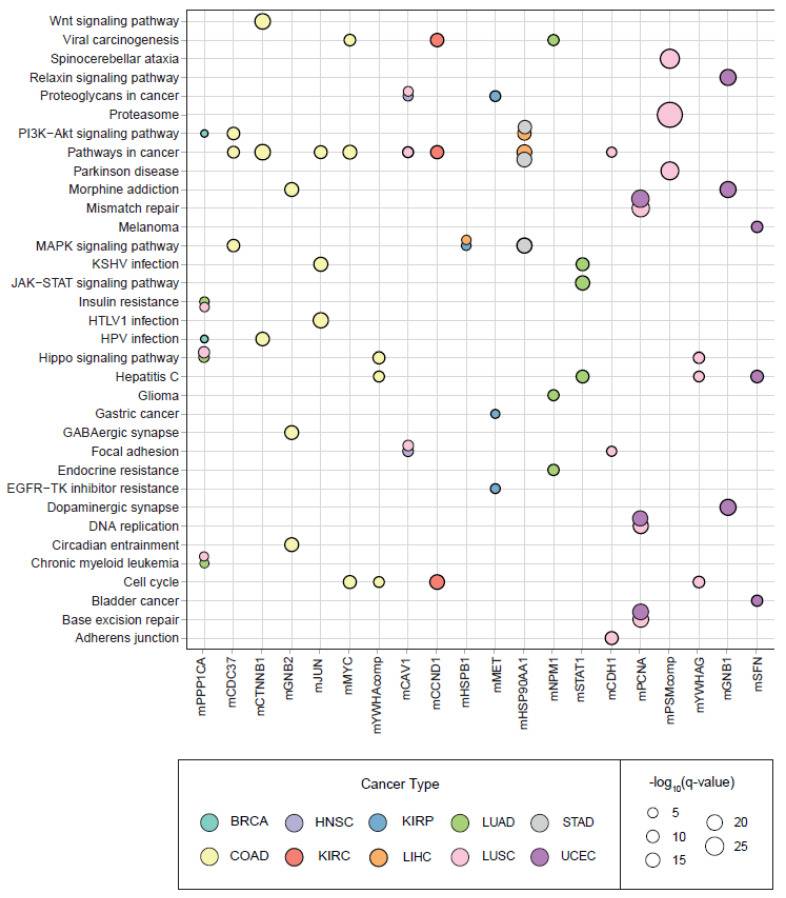 Wnt signaling pathway
Viral carcinogenesis
Spinocerebellar ataxia
Relaxin signaling pathway
Proteoglycans in cancer
Proteasome
PI3K−Akt signaling pathway
Pathways in cancer
Parkinson disease
Morphine addiction
Mismatch repair
Melanoma
MAPK signaling pathway
KSHV infection
JAK−STAT signaling pathway
Insulin resistance
HTLV1 infection
HPV infection
Hippo signaling pathway
Hepatitis C
Glioma
Gastric cancer
GABAergic synapse
Focal adhesion
Endocrine resistance
EGFR−TK inhibitor resistance
Dopaminergic synapse
DNA replication
Circadian entrainment
Chronic myeloid leukemia
Cell cycle
Bladder cancer
Base excision repair
Adherens junction
mPPP1CA
mCDC37
mCTNNB1
mGNB2
mJUN
mMYC
mYWHAcomp
mCAV1
mCCND1
mHSPB1
mMET
mHSP90AA1
mNPM1
mSTAT1
mCDH1
mPCNA
mPSMcomp
mYWHAG
mGNB1
mSFN
Cancer Type
BRCA HNSC KIRP LUAD STAD
COAD KIRC LIHC LUSC UCEC
-log10(q-value)
5
10
15
20
25